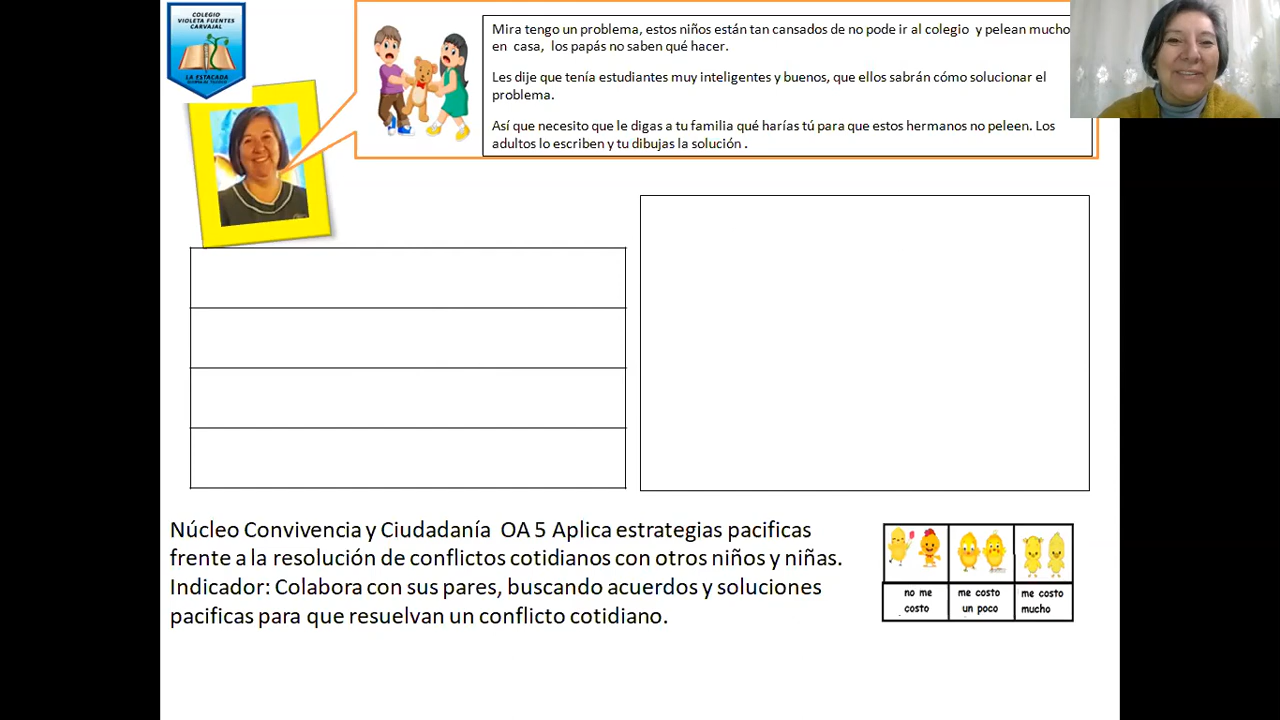 COLEGIO
VIOLETA FUENTES
CARVAJAL
LA ESTACADA
Mira tengo un problema, estos niños están tan cansados de no pode ir al colegio y pelean mucho
en casa, los papás no saben qué hacer.
Les dije que tenía estudiantes muy inteligentes y buenos, que ellos sabrán cómo solucionar el
problema.
Así que necesito que le digas a tu familia qué harías tú para que estos hermanos no peleen. Los
adultos lo escriben y tu dibujas la solución .
Núcleo Convivencia y Ciudadanía OA 5 Aplica estrategias pacificas
frente a la resolución de conflictos cotidianos con otros niños y niñas.
Indicador: Colabora con sus pares, buscando acuerdos y soluciones
pacificas para que resuelvan un conflicto cotidiano.
no me
costo
me costo
un poco
me costo
mucho